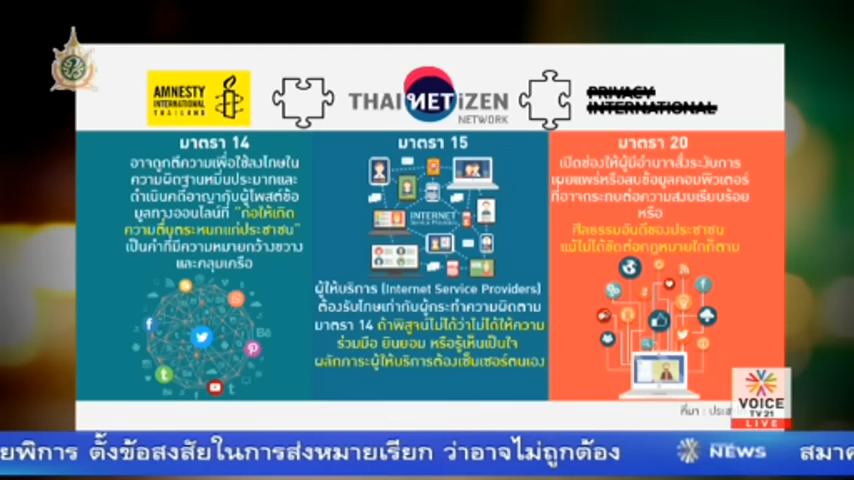 AMNESTY
INTERNATIONAL
THAILAND
THAI NETIZEN
NETWORK
PRIVACY
INTERNATIONAL
มาตรา 14
อาจถูกตีความเพื่อใช้ลงโทษใน
ความผิดฐานหมิ่นประมาทและ
ดำเนินคดีอาญากับผู้โพสต์ข้อ
มูลทางออนไลน์ที่ "ก่อให้เกิด
ความตื่นตระหนกแก่ประชาชน"
เป็นคำที่มีความหมายกว้างขวาง
และคลุมเครือ
มาตรา 15
INTERNET
Service Providers
ผู้ให้บริการ (Internet Service Providers)
ต้องรับโทษเท่ากับผู้กระทำความผิดตาม
มาตรา 14 ถ้าพิสูจน์ไม่ได้ว่าไม่ได้ให้ความ
ร่วมมือ ยินยอม หรือรู้เห็นเป็นใจ
ผลักภาระผู้ให้บริการต้องเซ็นเซอร์ตนเอง
มาตรา 20
เปิดช่องให้ผู้มีอำนาจสั่งระงับการ
เผยแพร่หรือลบข้อมูลคอมพิวเตอร์
ที่อาจกระทบต่อความสงบเรียบร้อย
หรือ
ศีลธรรมอันดีของประชาชน
แม้ไม่ได้ขัดต่อกฎหมายใดก็ตาม
ที่มา :
VOICE
TV 21
LIVE
ยพิการ ตั้งข้อสงสัยในการส่งหมายเรียก ว่าอาจไม่ถูกต้อง
NEWS
สมาค